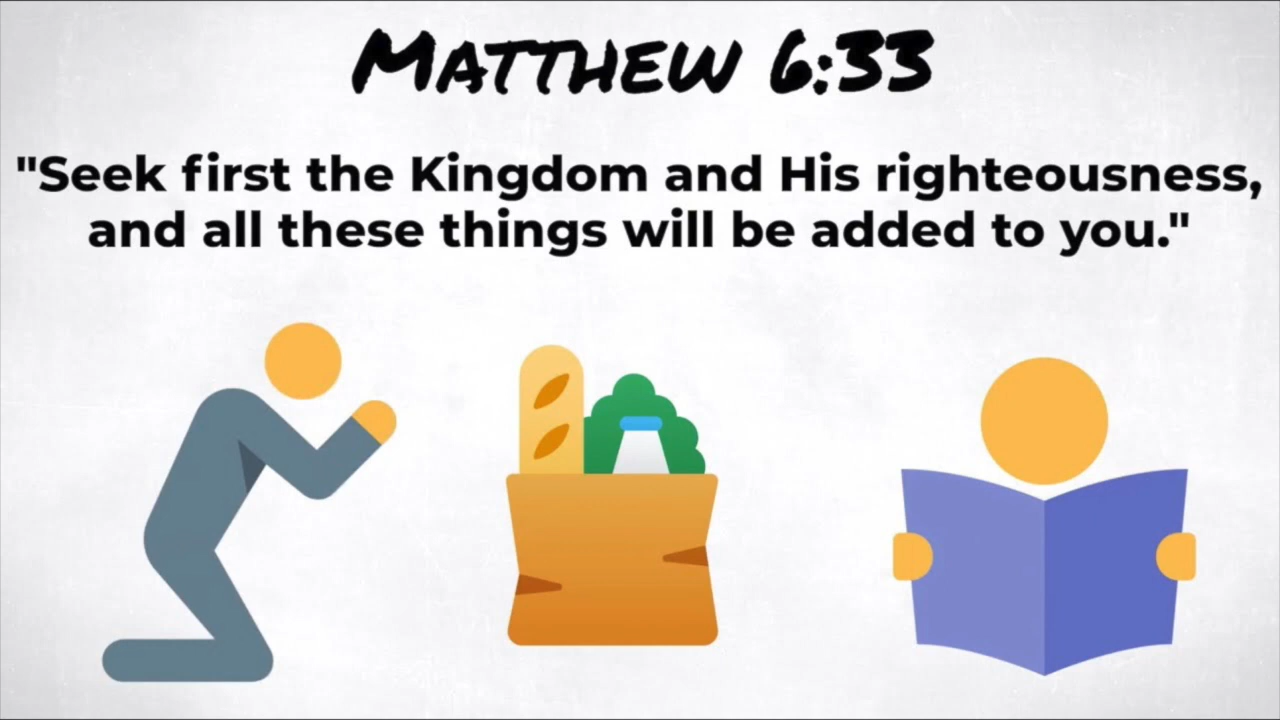 MATTHEW 6:33
"Seek first the Kingdom and His righteousness,
and all these things will be added to you."